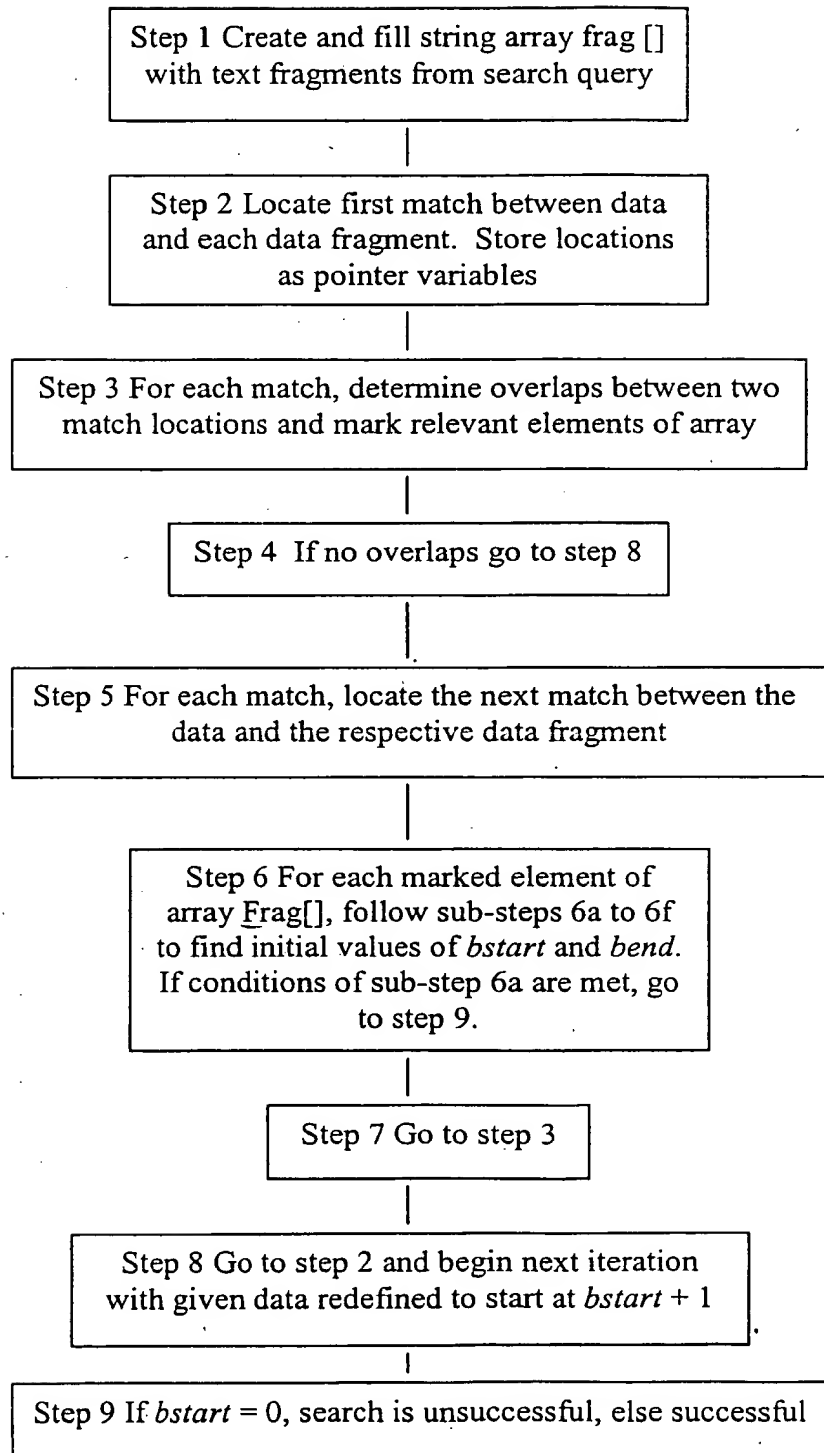 Step 1 Create and fill string array frag []
with text fragments from search query
Step 2 Locate first match between data
and each data fragment. Store locations
as pointer variables
Step 3 For each match, determine overlaps between two
match locations and mark relevant elements of array
Step 4 If no overlaps go to step 8
Step 5 For each match, locate the next match between the
data and the respective data fragment
Step 6 For each marked element of
array Frag[], follow sub-steps 6a to 6f
to find initial values of bstart and bend.
If conditions of sub-step 6a are met, go
to step 9.
Step 7 Go to step 3
Step 8 Go to step 2 and begin next iteration
with given data redefined to start at bstart + 1
Step 9 If bstart = 0, search is unsuccessful, else successful